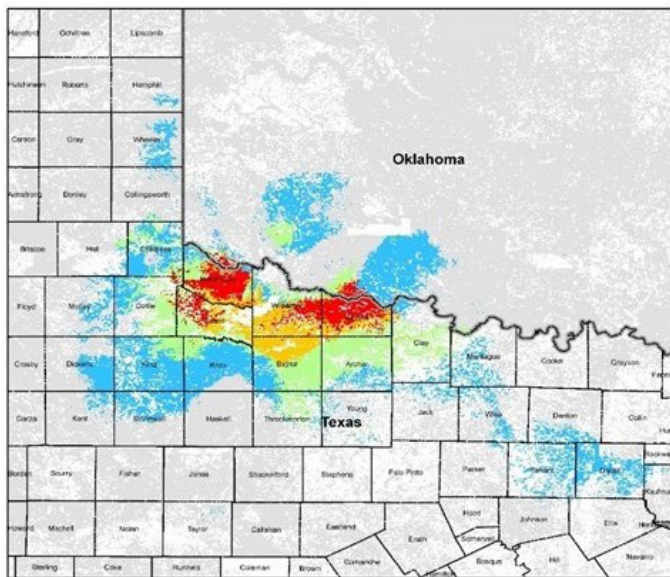 Hansford Ochiltree Lipscomb
Hutchinson Roberts Hemphill
Oklahoma
Carson Gray Wheeler
Armstrong Donley Collingsworth
Briscoe Hall Childress
Floyd Motley Cottle
Clay
Crosby Dickens King Knox Baylor Archer Montague Cooke Grayson
Garza Kent Stonewall Haskell Throckmorton Young Jack Wise Denton Collin
Texas
Borden Scurry Fisher Jones Shackelford Stephens Palo Pinto Parker Tarrant Dallas
Hood
Howard Mitchell Nolan Taylor Callahan Eastland Erath Somervell Johnson Ellis
Sterling Coke Runnels Coleman Brown Comanche Bosque Hill Navarro